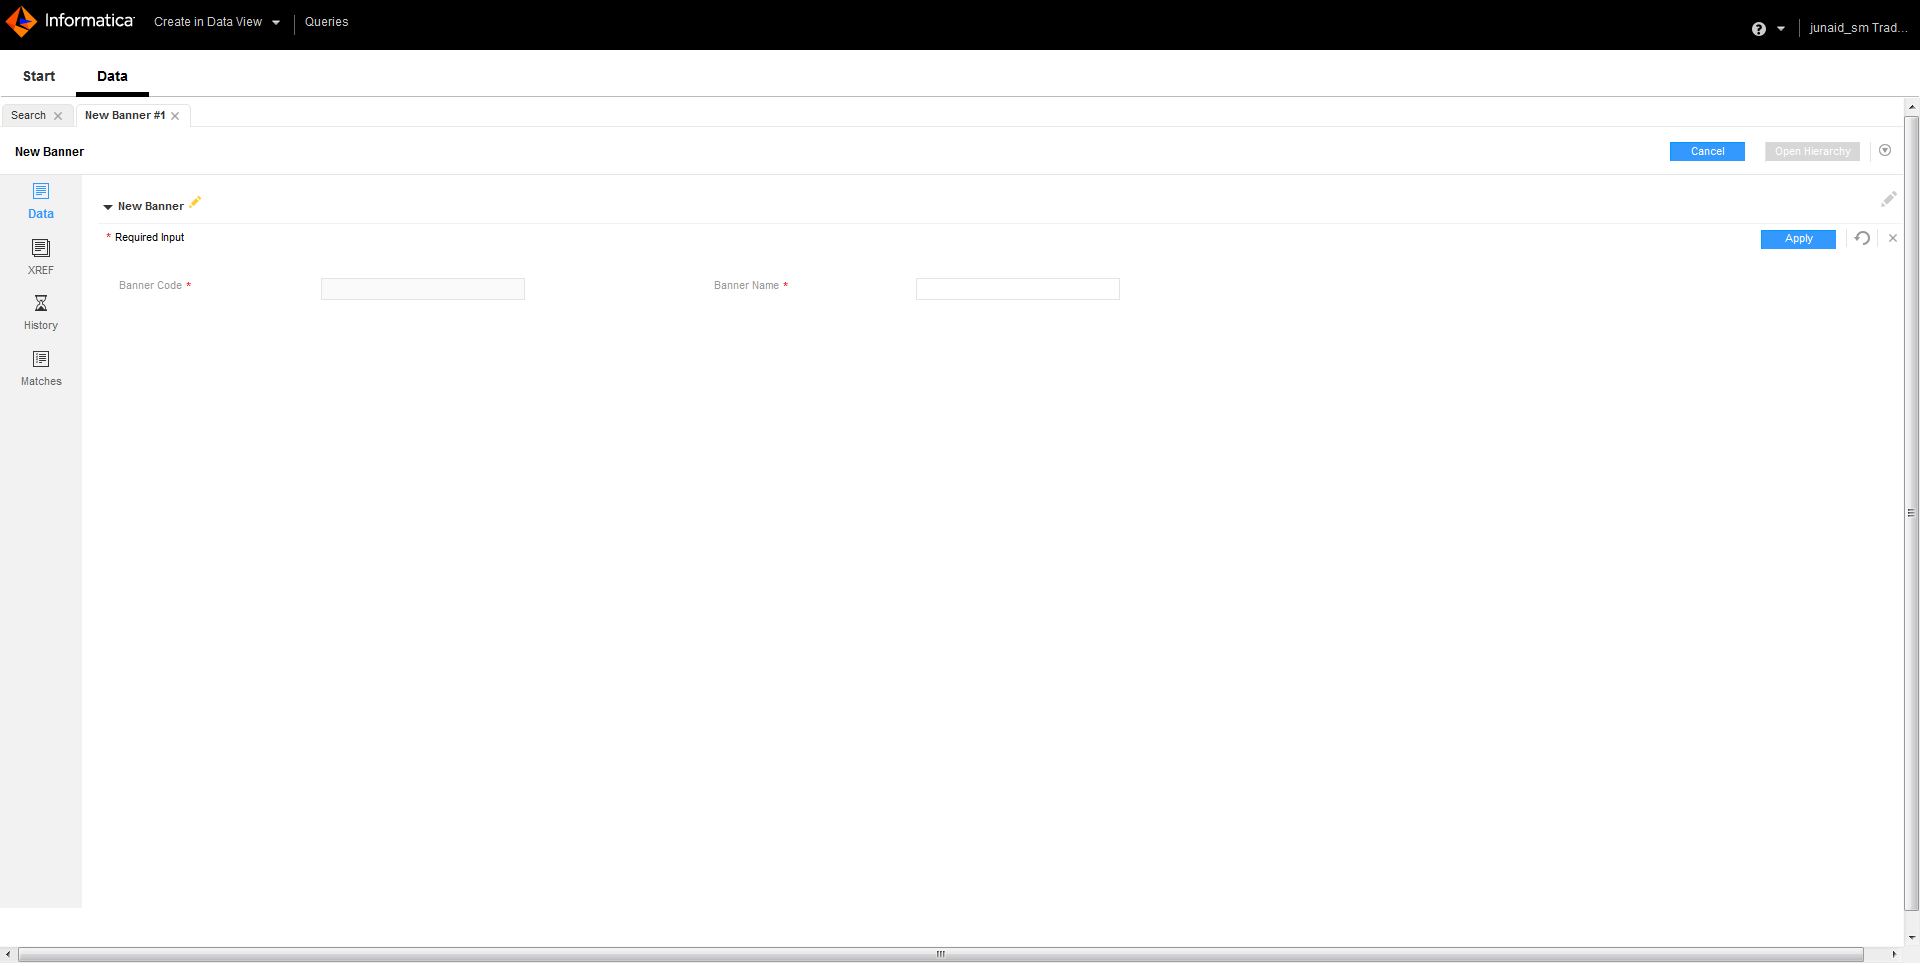 Informatica Create in Data View Queries junaid_sm Trad...
Start Data
Search New Banner #1
New Banner Cancel Open Hierarchy
Data
New Banner
* Required Input Apply
XREF
Banner Code * Banner Name *
History
Matches